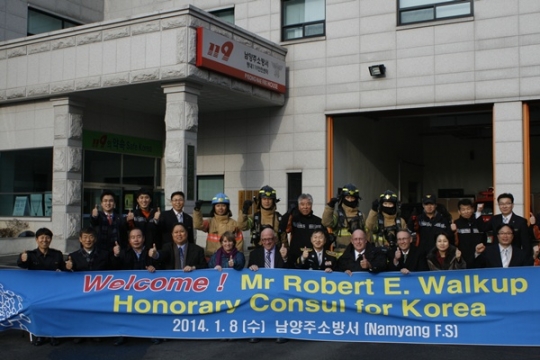 119 남양주소방서
Welcome! Mr Robert E. Walkup
Honorary Consul for Korea
2014. 1. 8 (수) 남양주소방서 (Namyang F.S)